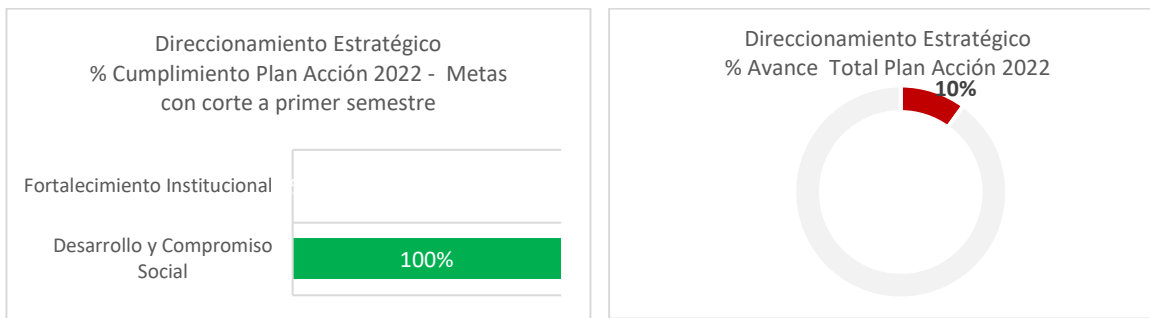 Direccionamiento Estratégico
% Cumplimiento Plan Acción 2022 - Metas
con corte a primer semestre
Fortalecimiento Institucional
Desarrollo y Compromiso
Social
100%
Direccionamiento Estratégico
% Avance Total Plan Acción 2022
10%